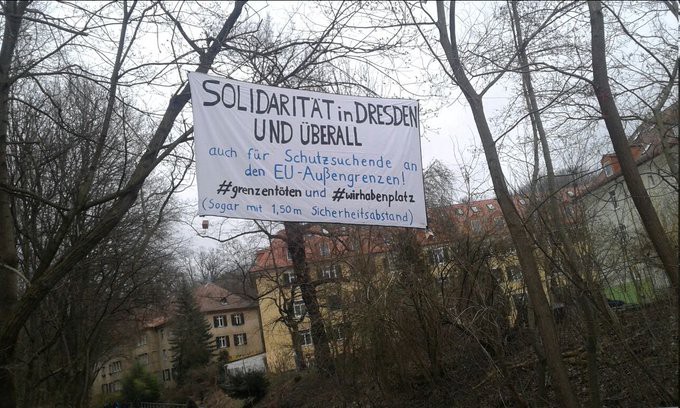 SOLIDARITÄT in DRESDEN
UND ÜBERALL
auch für Schutzsuchende an
den EU-Außengrenzen!
#grenzentöten und #wirhabenplatz
(Sogar mit 1,50m Sicherheitsabstand)